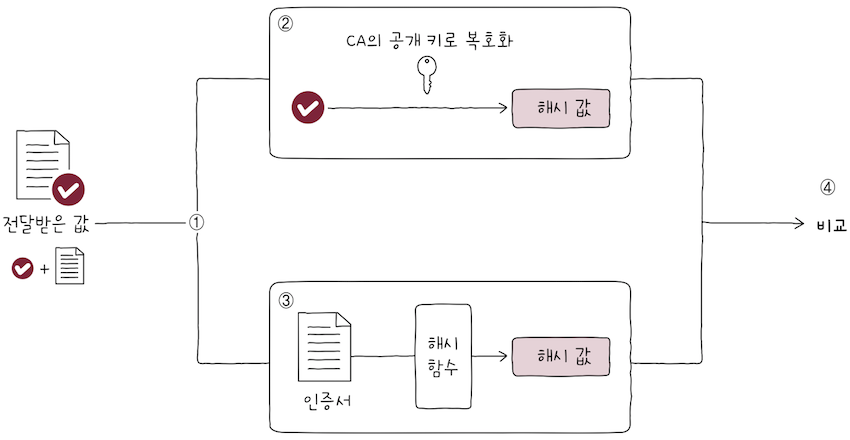 ②
CA의 공개 키로 복호화
해시 값
전달받은 값
+
①
③
인증서
해시
함수
해시 값
④
비교